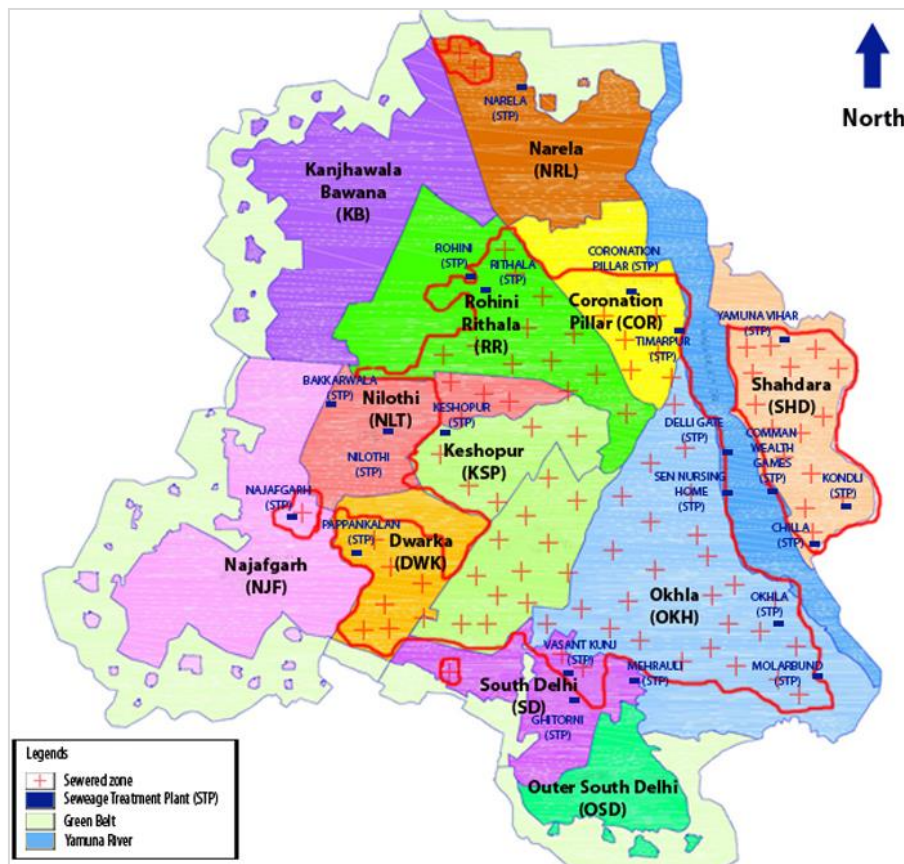 North
NARELA
(STP)
Narela
(NRL)
Kanjhawala
Bawana
(KB)
ROHINI
(STP)
RITHALA
(STP)
CORONATION
PILLAR (STP)
Rohini
Rithala
(RR)
Coronation
Pillar (COR)
TIMARPUR
(STP)
YAMUNA VIHAR
(STP)
Shahdara
(SHD)
BAKKARWALA
(STP)
Nilothi
(NLT)
NILOTHI
(STP)
KESHOPUR
(STP)
Keshopur
(KSP)
DELLI GATE
(STP)
COMMAN
WEALTH
GAMES
(STP)
SEN NURSING
HOME
(STP)
KONDLI
(STP)
CHILLA
(STP)
NAJAFGARH
(STP)
PAPPANKALAN
(STP)
Dwarka
(DWK)
Najafgarh
(NJF)
Okhla
(OKH)
OKHLA
(STP)
VASANT KUNJ
(STP)
MEHRAULI
(STP)
MOLARBUND
(STP)
South Delhi
(SD)
GHITORNI
(STP)
Outer South Delhi
(OSD)
Legends
Sewered zone
Seweage Treatment Plant (STP)
Green Belt
Yamuna River